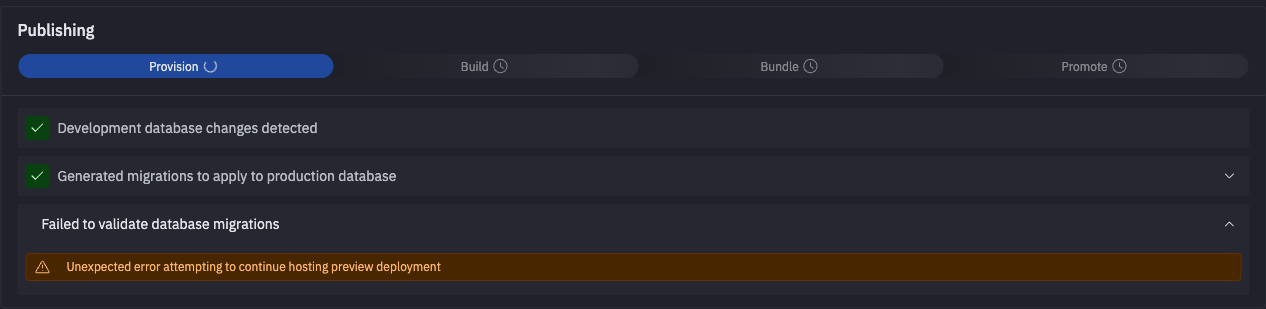 Publishing
Provision
Build
Bundle
Promote
Development database changes detected
Generated migrations to apply to production database
Failed to validate database migrations
Unexpected error attempting to continue hosting preview deployment